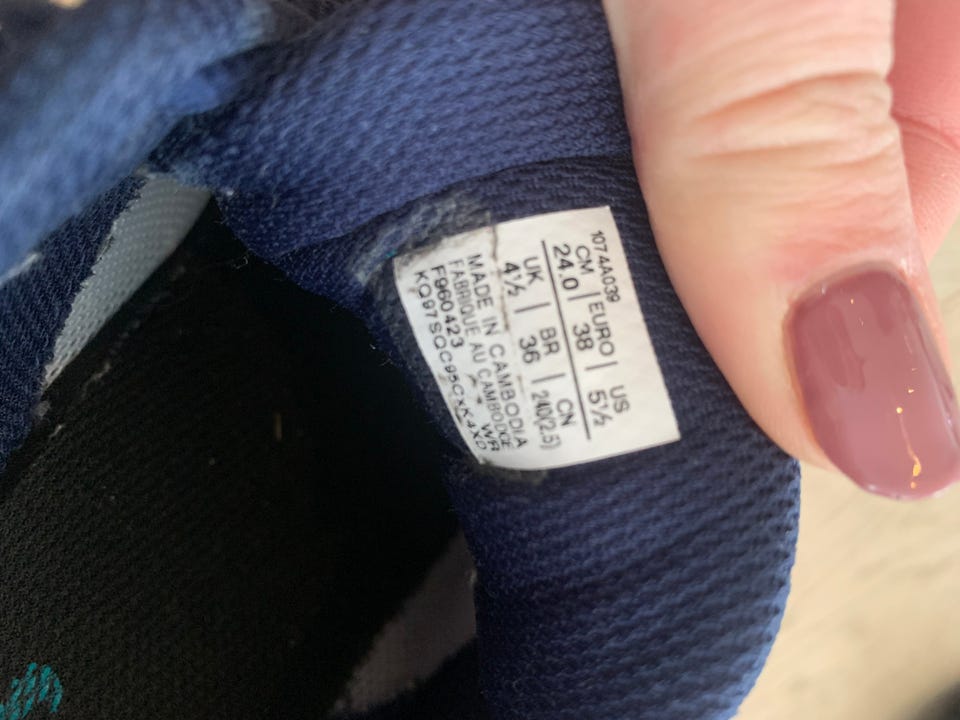 1074A039
CM | EURO | US
24.0 38 5½
UK | BR | CN
4½ 36 240(2.5)
MADE IN CAMBODIA
FABRIQUE AU CAMBODGE
F960423 WR